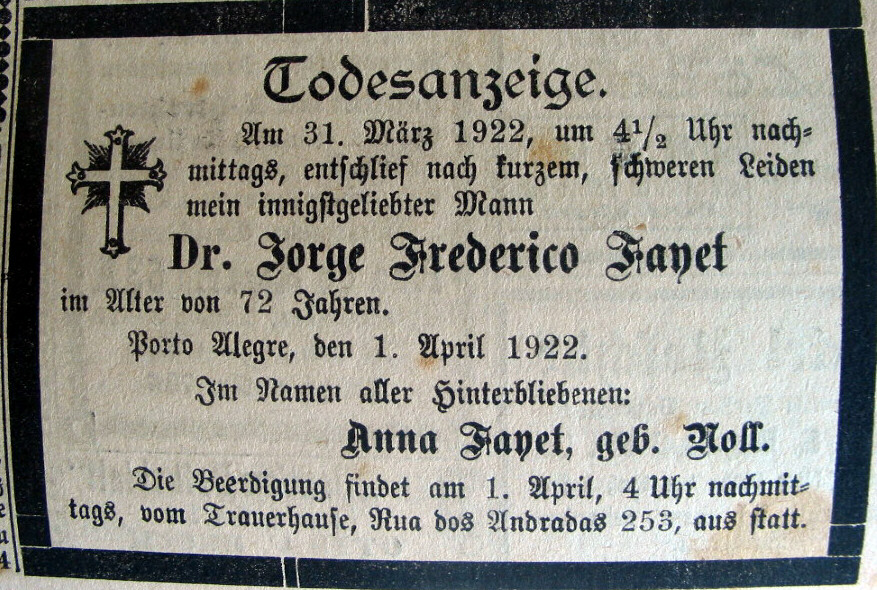 Todesanzeige.
Am 31. März 1922, um 4½ Uhr nach-
mittags, entschlief nach kurzem, schweren Leiden
mein innigstgeliebter Mann
Dr. Jorge Frederico Fayet
im Alter von 72 Jahren.
Porto Alegre, den 1. April 1922.
Im Namen aller Hinterbliebenen:
Anna Fayet, geb. Noll.
Die Beerdigung findet am 1. April, 4 Uhr nachmit-
tags, vom Trauerhause, Rua dos Andradas 253, aus statt.